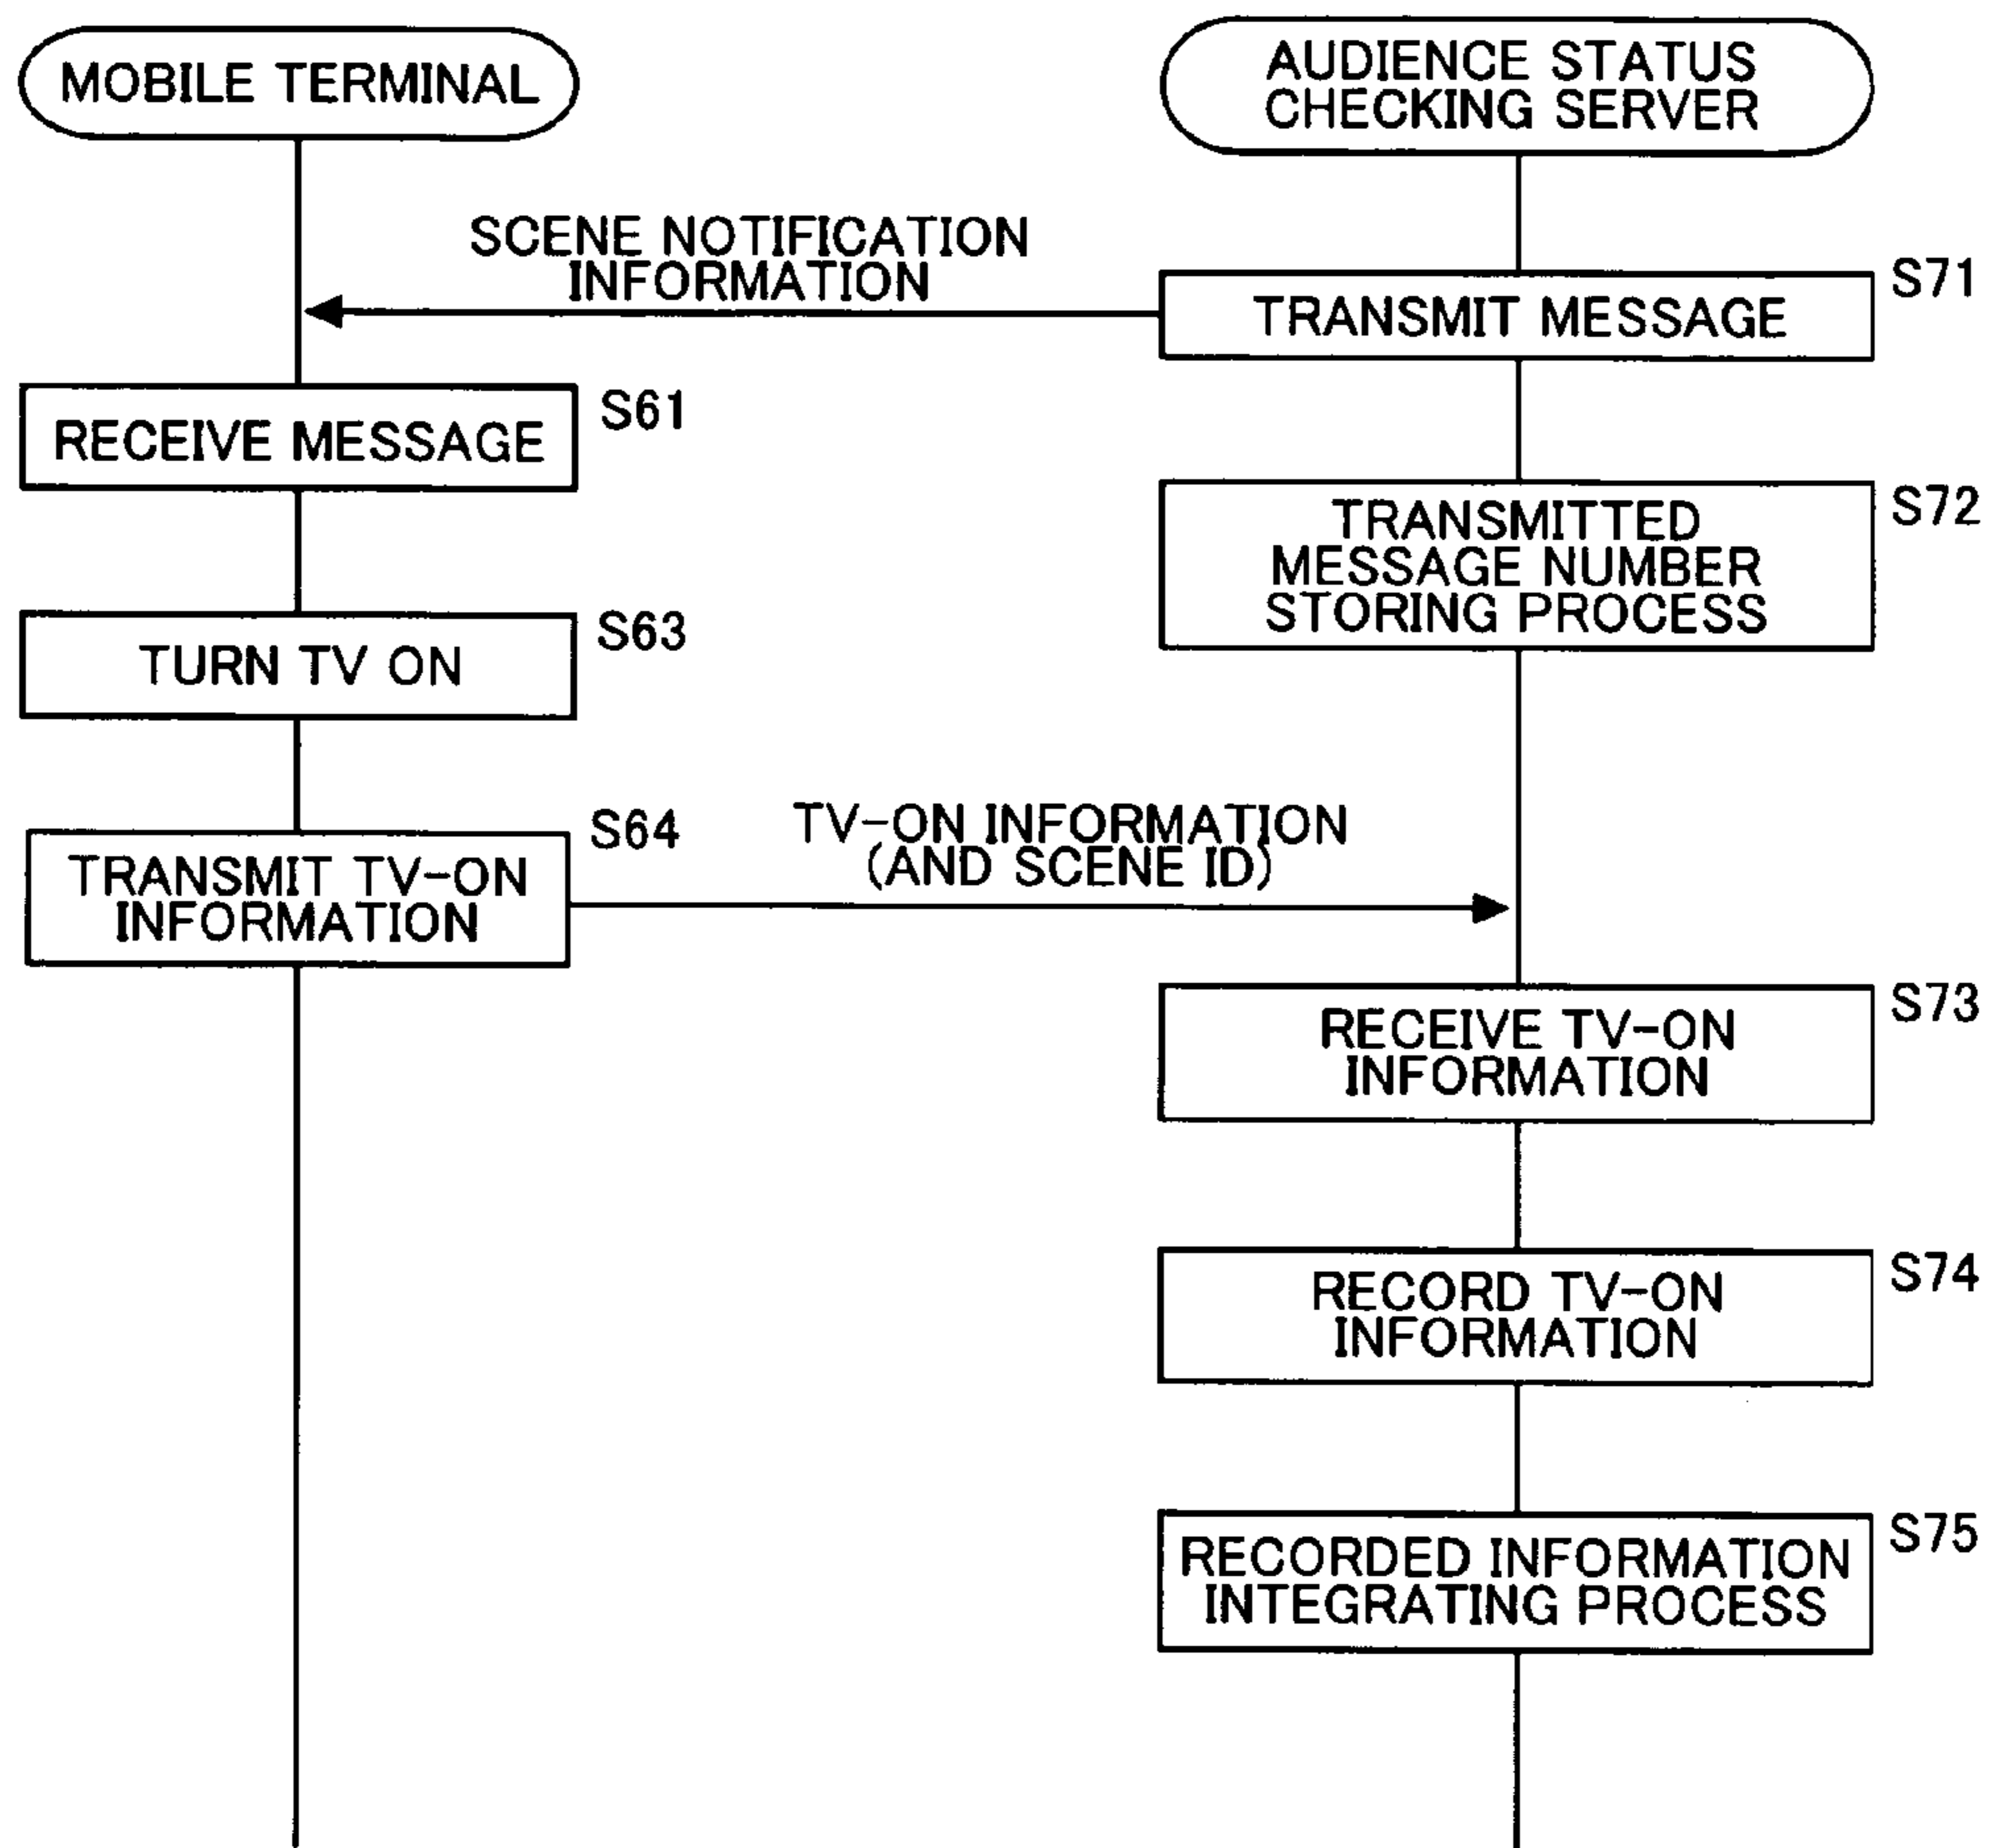 MOBILE TERMINAL
AUDIENCE STATUS
CHECKING SERVER
SCENE NOTIFICATION
INFORMATION
S71
TRANSMIT MESSAGE
S61
RECEIVE MESSAGE
S72
TRANSMITTED
MESSAGE NUMBER
STORING PROCESS
S63
TURN TV ON
S64
TRANSMIT TV-ON
INFORMATION
TV-ON INFORMATION
(AND SCENE ID)
S73
RECEIVE TV-ON
INFORMATION
S74
RECORD TV-ON
INFORMATION
S75
RECORDED INFORMATION
INTEGRATING PROCESS